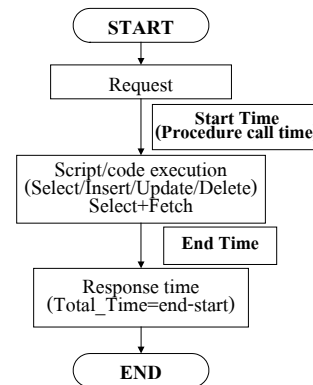 START
Request
Start Time
(Procedure call time
Script/code execution
(Select/Insert/Update/Delete)
Select+Fetch
End Time
Response time
(Total_Time=end-start)
END